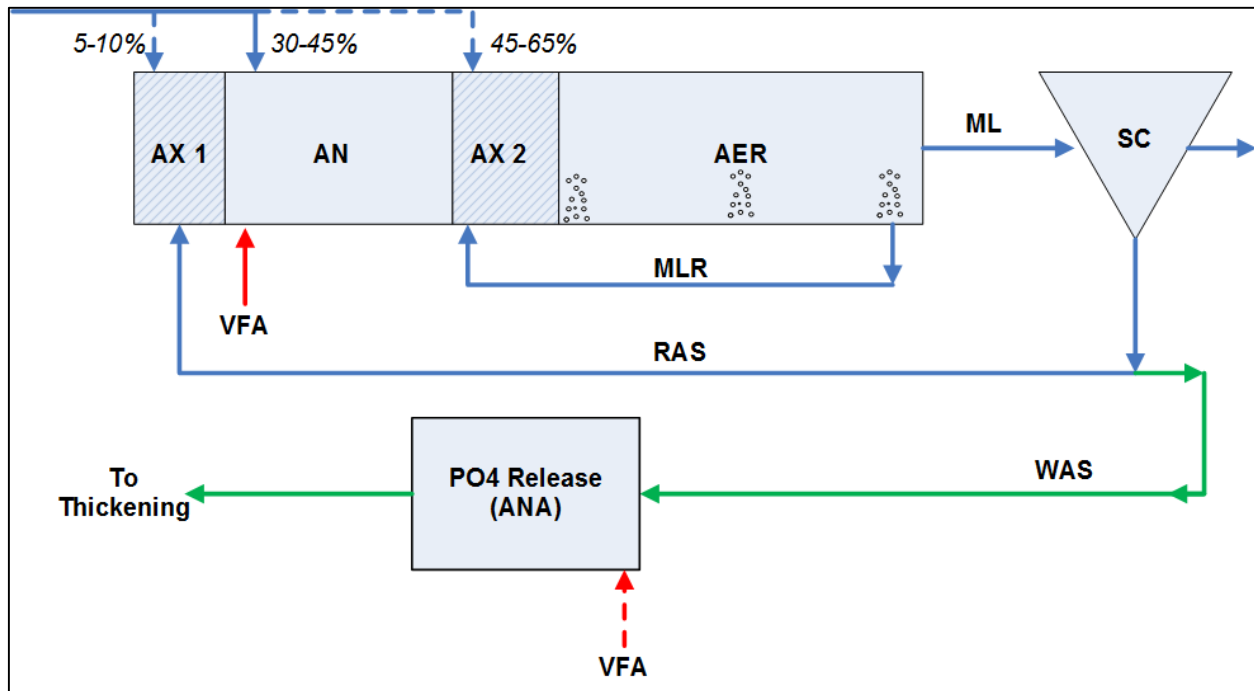 5-10%
30-45%
45-65%
AX 1
AN
AX 2
AER
ML
SC
MLR
VFA
RAS
PO4 Release
(ANA)
To
Thickening
WAS
VFA